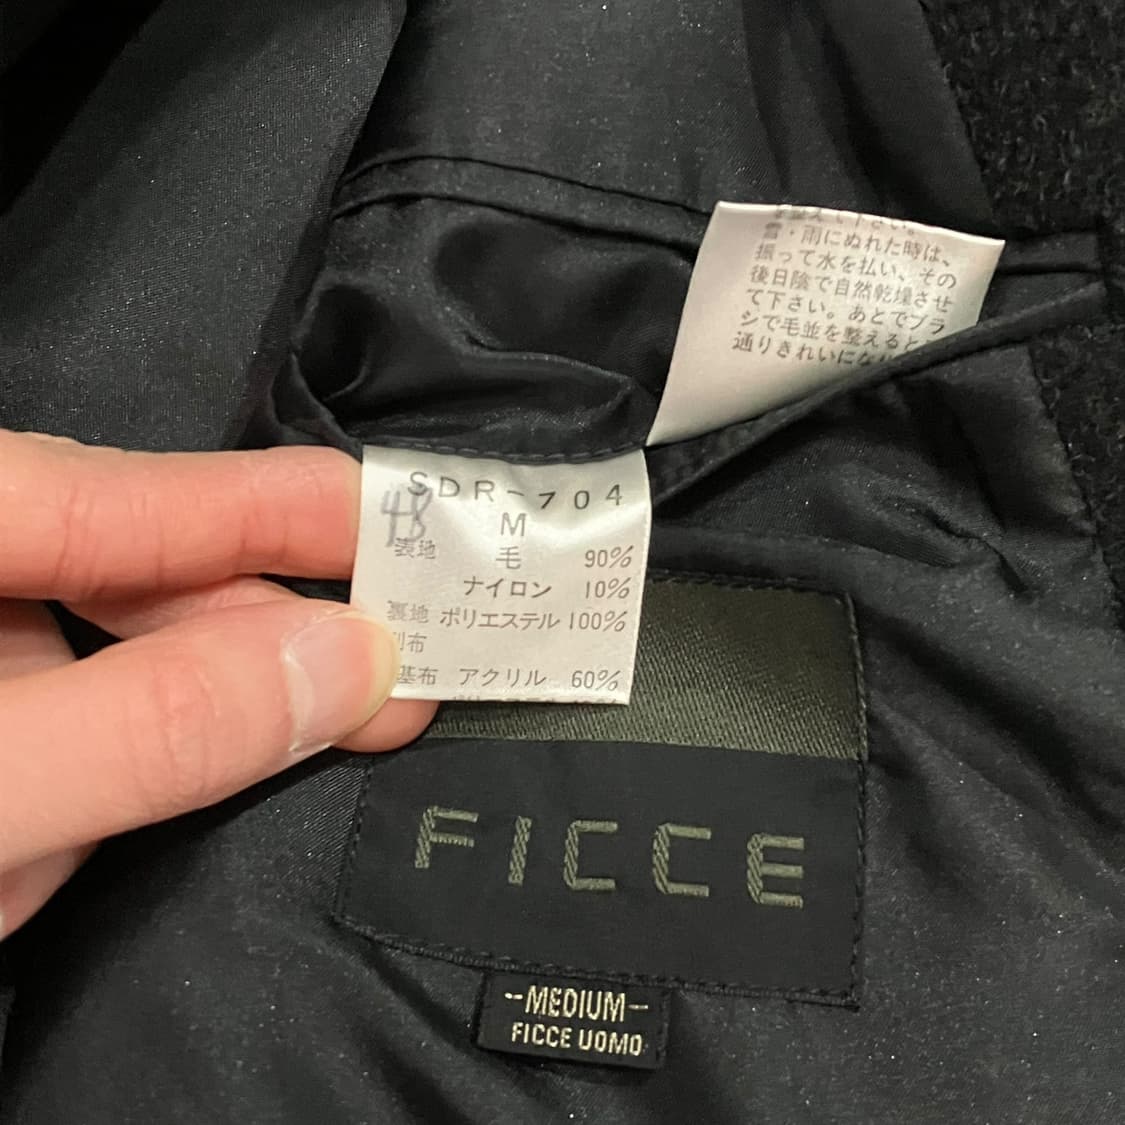 雪・雨にぬれた時は、
振って水を払い、その
後日陰で自然乾燥させ
て下さい。あとでブラ
シで毛並を整えると
通りきれいにな
SDR-704
48
M
表地 毛 90%
ナイロン 10%
裏地 ポリエステル 100%
別布
基布 アクリル 60%
FICCE
-MEDIUM-
FICCE UOMO